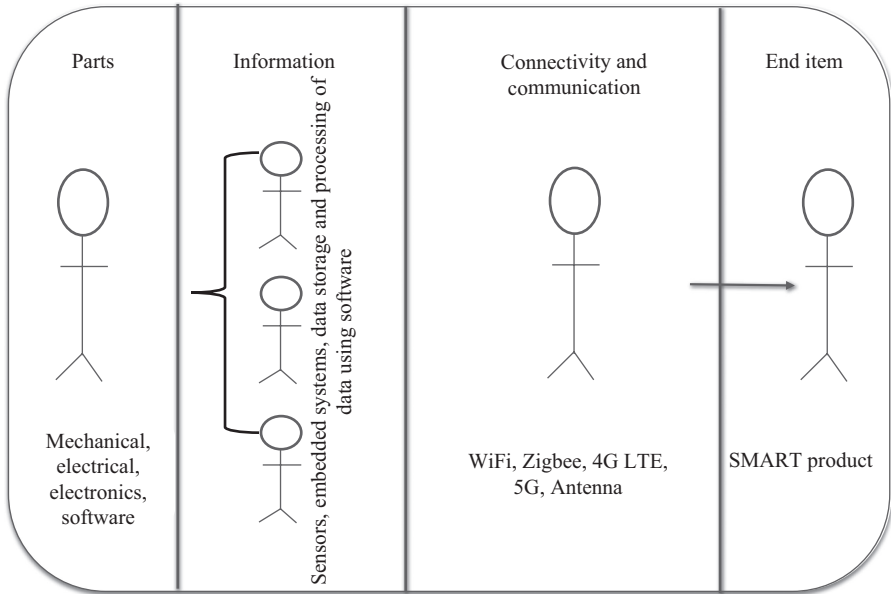 Parts
Information
Connectivity and
communication
End item
Sensors, embedded systems, data storage and processing of
data using software
Mechanical,
electrical,
electronics,
software
WiFi, Zigbee, 4G LTE,
5G, Antenna
SMART product